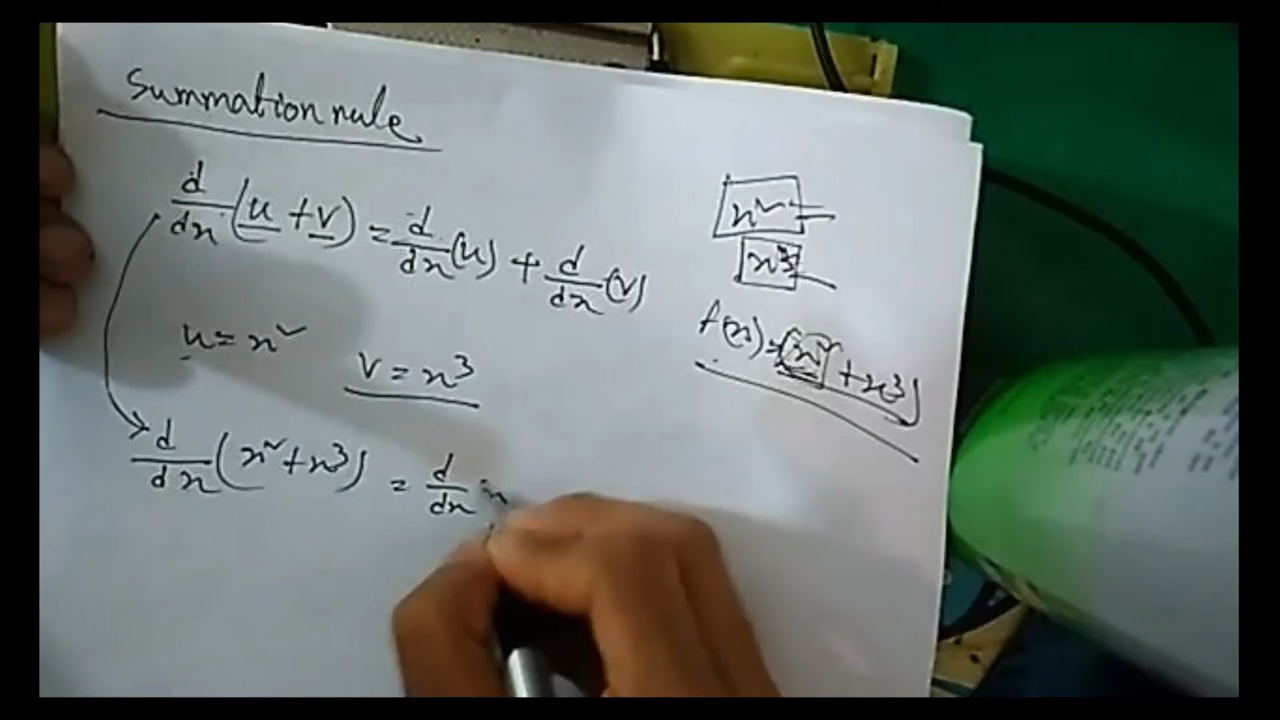 Summation rule
d/dx (u + v) = d/dx (u) + d/dx (v)
x²
x³
f(x) = x² + x³
u = x²
v = x³
d/dx (x² + x³) = d/dx x